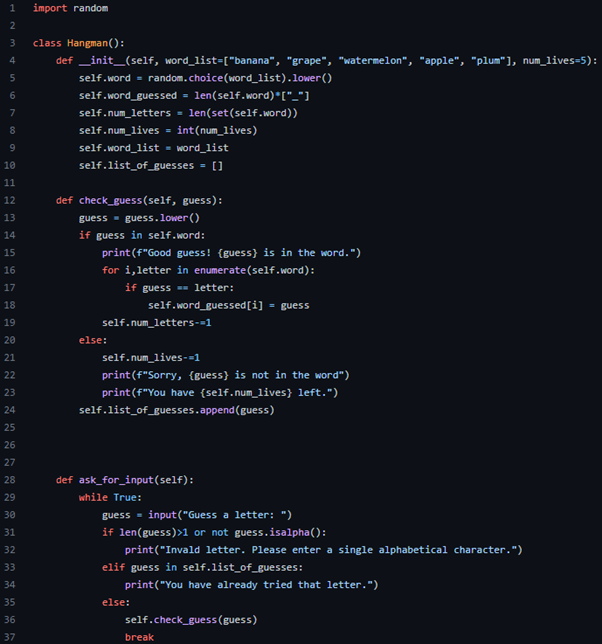 1 import random
2
3 class Hangman():
4     def __init__(self, word_list=["banana", "grape", "watermelon", "apple", "plum"], num_lives=5):
5         self.word = random.choice(word_list).lower()
6         self.word_guessed = len(self.word)*["_"]
7         self.num_letters = len(set(self.word))
8         self.num_lives = int(num_lives)
9         self.word_list = word_list
10         self.list_of_guesses = []
11
12     def check_guess(self, guess):
13         guess = guess.lower()
14         if guess in self.word:
15             print(f"Good guess! {guess} is in the word.")
16             for i,letter in enumerate(self.word):
17                 if guess == letter:
18                     self.word_guessed[i] = guess
19             self.num_letters-=1
20         else:
21             self.num_lives-=1
22             print(f"Sorry, {guess} is not in the word")
23             print(f"You have {self.num_lives} left.")
24         self.list_of_guesses.append(guess)
25
26
27
28     def ask_for_input(self):
29         while True:
30             guess = input("Guess a letter: ")
31             if len(guess)>1 or not guess.isalpha():
32                 print("Invald letter. Please enter a single alphabetical character.")
33             elif guess in self.list_of_guesses:
34                 print("You have already tried that letter.")
35             else:
36                 self.check_guess(guess)
37                 break